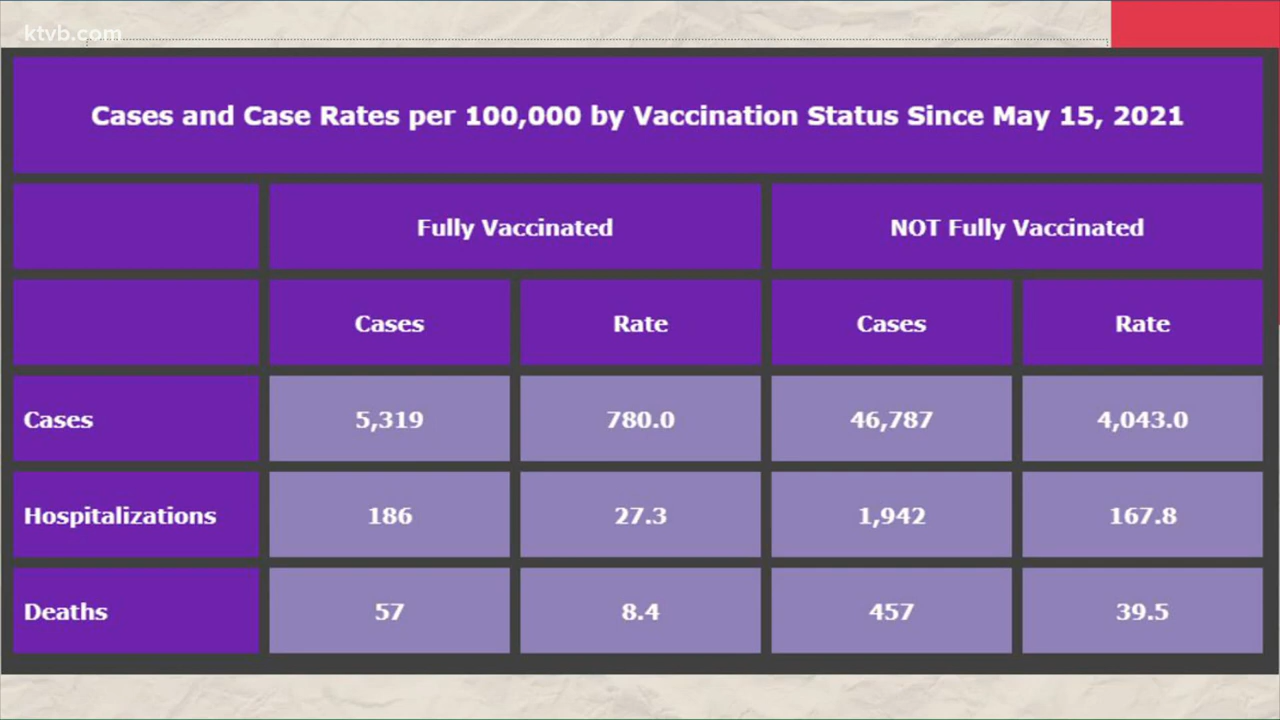 ktvb.com
Cases and Case Rates per 100,000 by Vaccination Status Since May 15, 2021
Fully Vaccinated NOT Fully Vaccinated
Cases Rate Cases Rate
Cases 5,319 780.0 46,787 4,043.0
Hospitalizations 186 27.3 1,942 167.8
Deaths 57 8.4 457 39.5